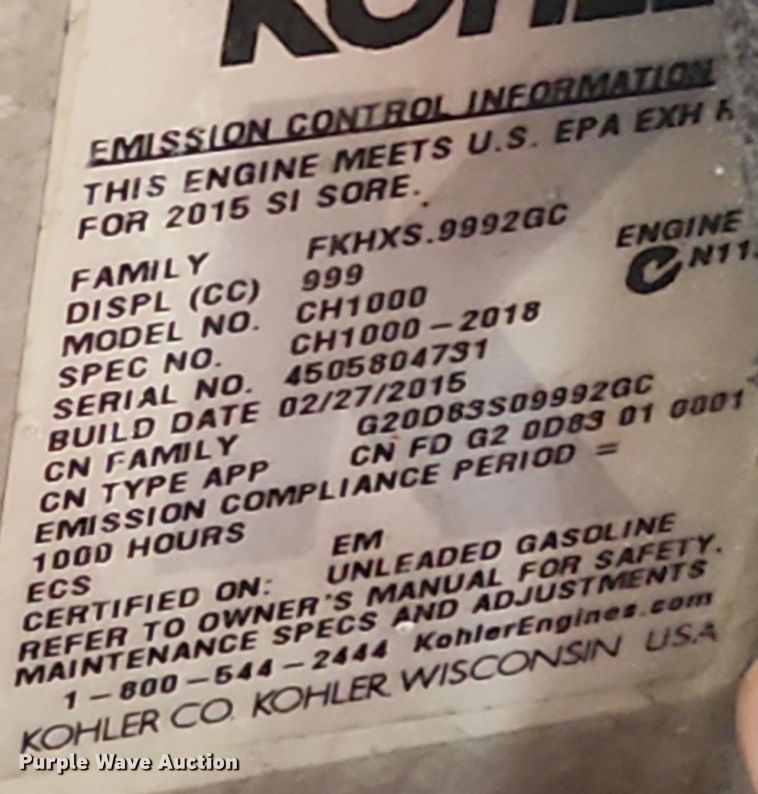 KOHLE
EMISSION CONTROL INFORMATION
THIS ENGINE MEETS U.S. EPA EXH
FOR 2015 SI SORE.
FAMILY FKHXS.9992GC
DISPL (CC) 999
MODEL NO. CH1000
SPEC NO. CH1000-2018
SERIAL NO. 4505804731
BUILD DATE 02/27/2015
CN FAMILY G20D83S09992GC
CN TYPE APP CN FD G2 0D83 01 0001
EMISSION COMPLIANCE PERIOD =
1000 HOURS
ECS EM
CERTIFIED ON: UNLEADED GASOLINE
REFER TO OWNER'S MANUAL FOR SAFETY.
MAINTENANCE SPECS AND ADJUSTMENTS
1-800-544-2444 KohlerEngines.com
KOHLER CO. KOHLER WISCONSIN USA
ENGINE
N11
Purple Wave Auction